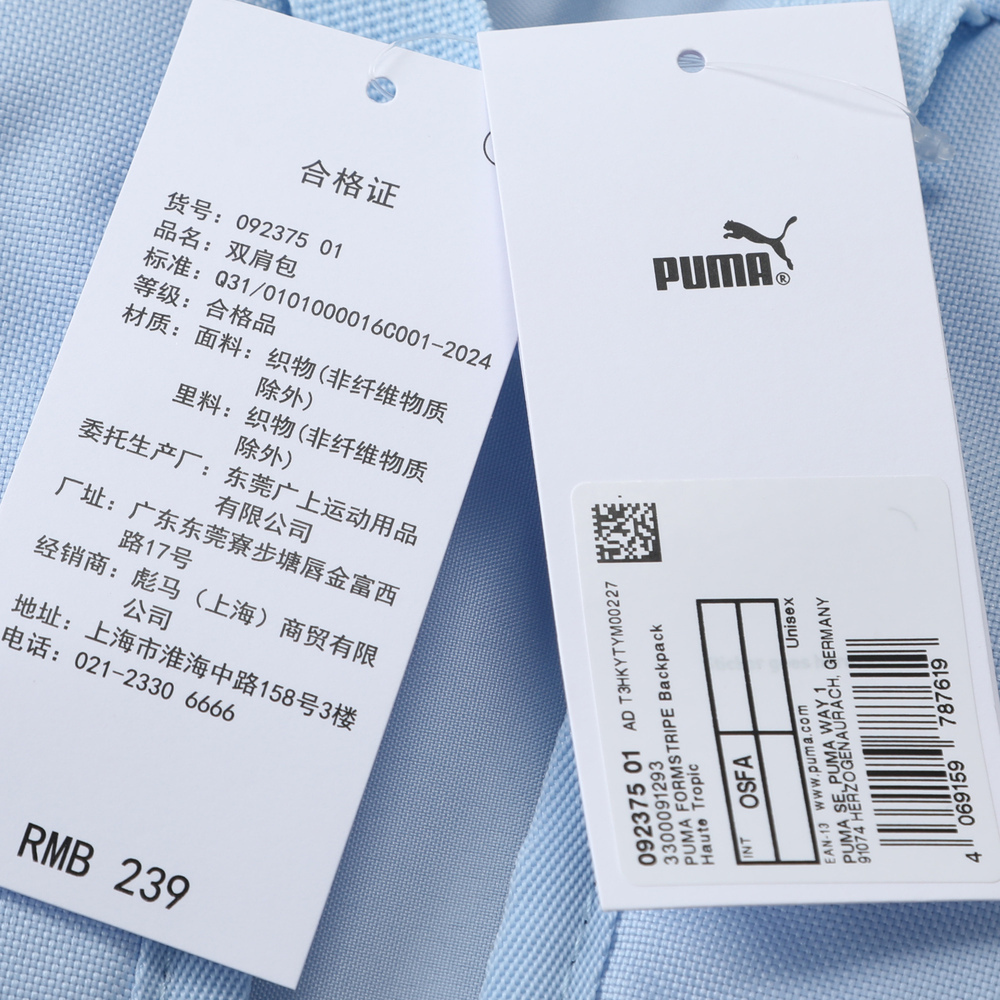 合格证
货号：092375 01
品名：双肩包
标准：Q31/0101000016C001-2024
等级：合格品
材质：面料：织物(非纤维物质
除外)
里料：织物(非纤维物质
除外)
委托生产厂：东莞广上运动用品
有限公司
厂址：广东东莞寮步塘唇金富西
路17号
经销商：彪马（上海）商贸有限
公司
地址：上海市淮海中路158号3楼
电话：021-2330 6666
RMB 239
PUMA®
092375 01 AD T3HKYTYM00227
3300091293
PUMA FORMSTRIPE Backpack
Haute Tropic
INT OSFA
Unisex
EAN-13 www.puma.com
PUMA SE, PUMA WAY 1
91074 HERZOGENAURACH, GERMANY
4 069159 787619